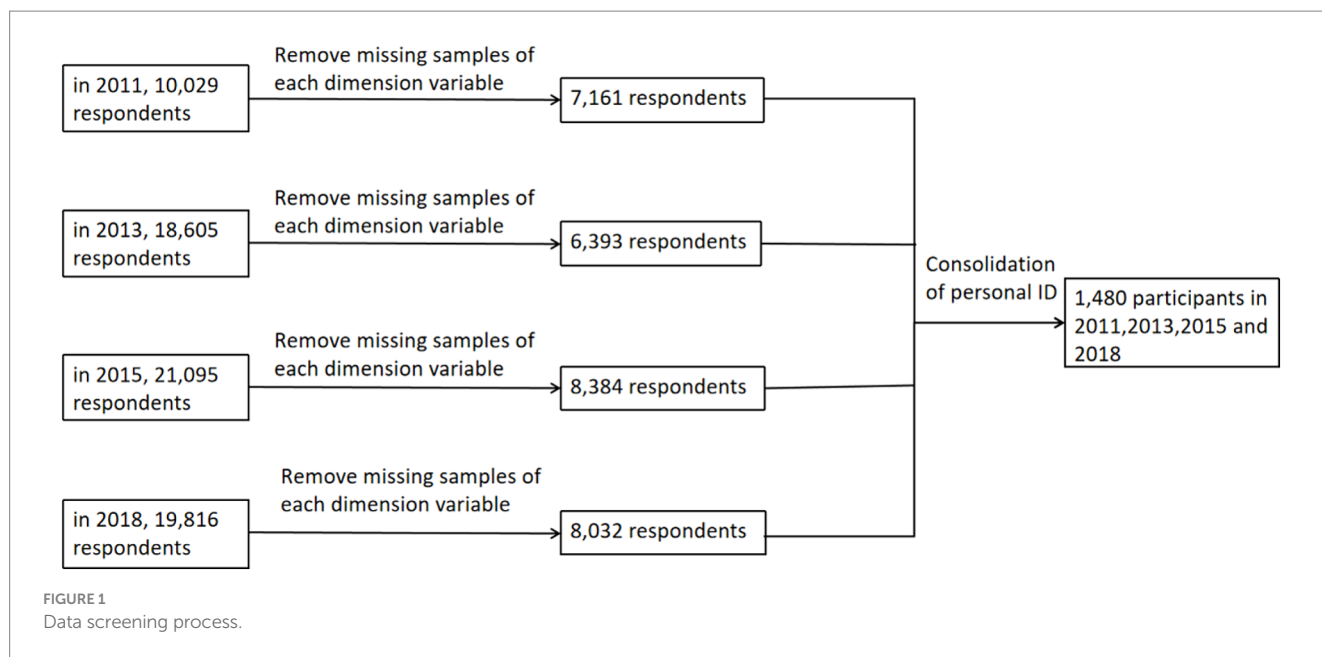 Remove missing samples of
each dimension variable
in 2011, 10,029
respondents
7,161 respondents
Remove missing samples of
each dimension variable
in 2013, 18,605
respondents
6,393 respondents
Consolidation
of personal ID
1,480 participants in
2011,2013,2015 and
2018
Remove missing samples of
each dimension variable
in 2015, 21,095
respondents
8,384 respondents
Remove missing samples of
each dimension variable
in 2018, 19,816
respondents
8,032 respondents
FIGURE 1
Data screening process.